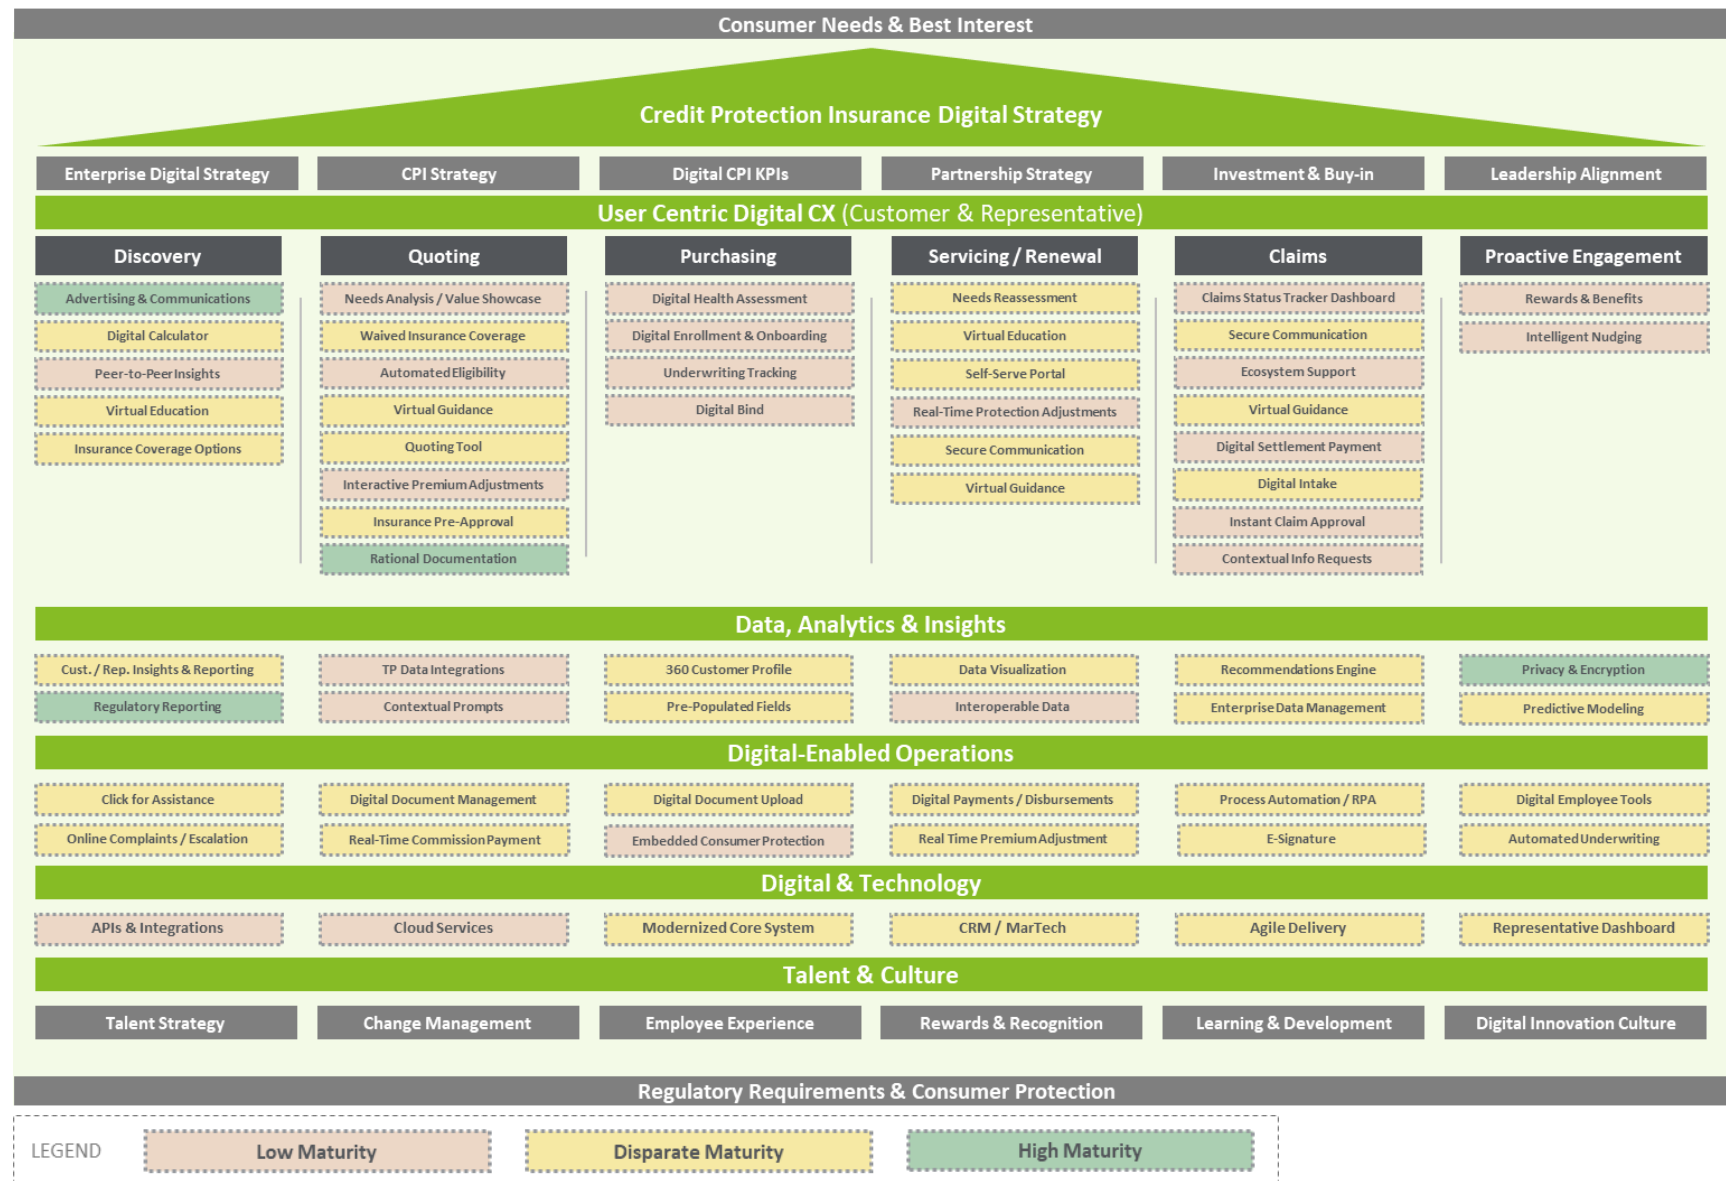 Consumer Needs & Best Interest
Credit Protection Insurance Digital Strategy
Enterprise Digital Strategy
CPI Strategy
Digital CPI KPIs
Partnership Strategy
Investment & Buy-in
Leadership Alignment
User Centric Digital CX (Customer & Representative)
Discovery
Advertising & Communications
Digital Calculator
Peer-to-Peer Insights
Virtual Education
Insurance Coverage Options
Quoting
Needs Analysis / Value Showcase
Waived Insurance Coverage
Automated Eligibility
Virtual Guidance
Quoting Tool
Interactive Premium Adjustments
Insurance Pre-Approval
Rational Documentation
Purchasing
Digital Health Assessment
Digital Enrollment & Onboarding
Underwriting Tracking
Digital Bind
Servicing / Renewal
Needs Reassessment
Virtual Education
Self-Serve Portal
Real-Time Protection Adjustments
Secure Communication
Virtual Guidance
Claims
Claims Status Tracker Dashboard
Secure Communication
Ecosystem Support
Virtual Guidance
Digital Settlement Payment
Digital Intake
Instant Claim Approval
Contextual Info Requests
Proactive Engagement
Rewards & Benefits
Intelligent Nudging
Data, Analytics & Insights
Cust. / Rep. Insights & Reporting
TP Data Integrations
360 Customer Profile
Data Visualization
Recommendations Engine
Privacy & Encryption
Regulatory Reporting
Contextual Prompts
Pre-Populated Fields
Interoperable Data
Enterprise Data Management
Predictive Modeling
Digital-Enabled Operations
Click for Assistance
Digital Document Management
Digital Document Upload
Digital Payments / Disbursements
Process Automation / RPA
Digital Employee Tools
Online Complaints / Escalation
Real-Time Commission Payment
Embedded Consumer Protection
Real Time Premium Adjustment
E-Signature
Automated Underwriting
Digital & Technology
APIs & Integrations
Cloud Services
Modernized Core System
CRM / MarTech
Agile Delivery
Representative Dashboard
Talent & Culture
Talent Strategy
Change Management
Employee Experience
Rewards & Recognition
Learning & Development
Digital Innovation Culture
Regulatory Requirements & Consumer Protection
LEGEND
Low Maturity
Disparate Maturity
High Maturity